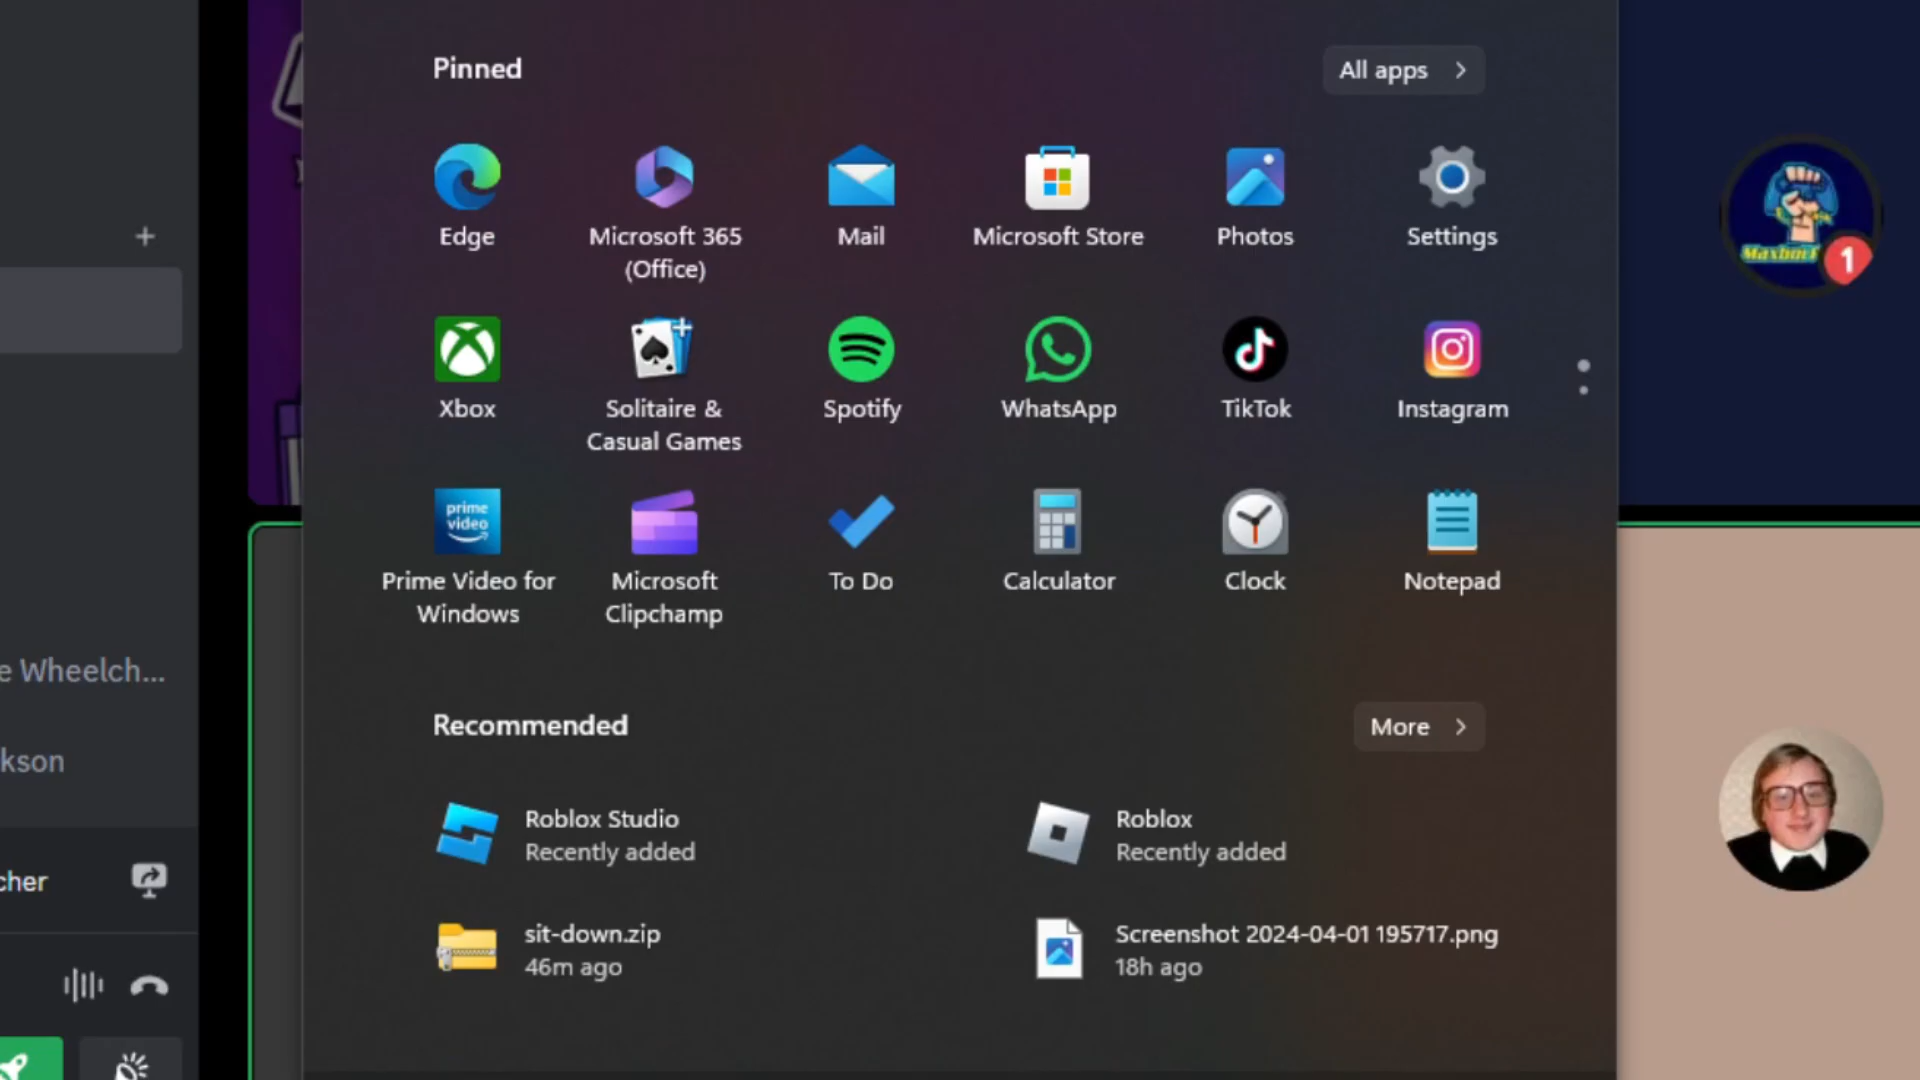 Pinned
All apps
Edge
Microsoft 365
(Office)
Mail
Microsoft Store
Photos
Settings
1
Xbox
Solitaire &
Casual Games
Spotify
WhatsApp
TikTok
Instagram
prime
video
Prime Video for
Windows
Microsoft
Clipchamp
To Do
Calculator
Clock
Notepad
e Wheelch...
kson
cher
Recommended
More
Roblox Studio
Recently added
Roblox
Recently added
sit-down.zip
46m ago
Screenshot 2024-04-01 195717.png
18h ago